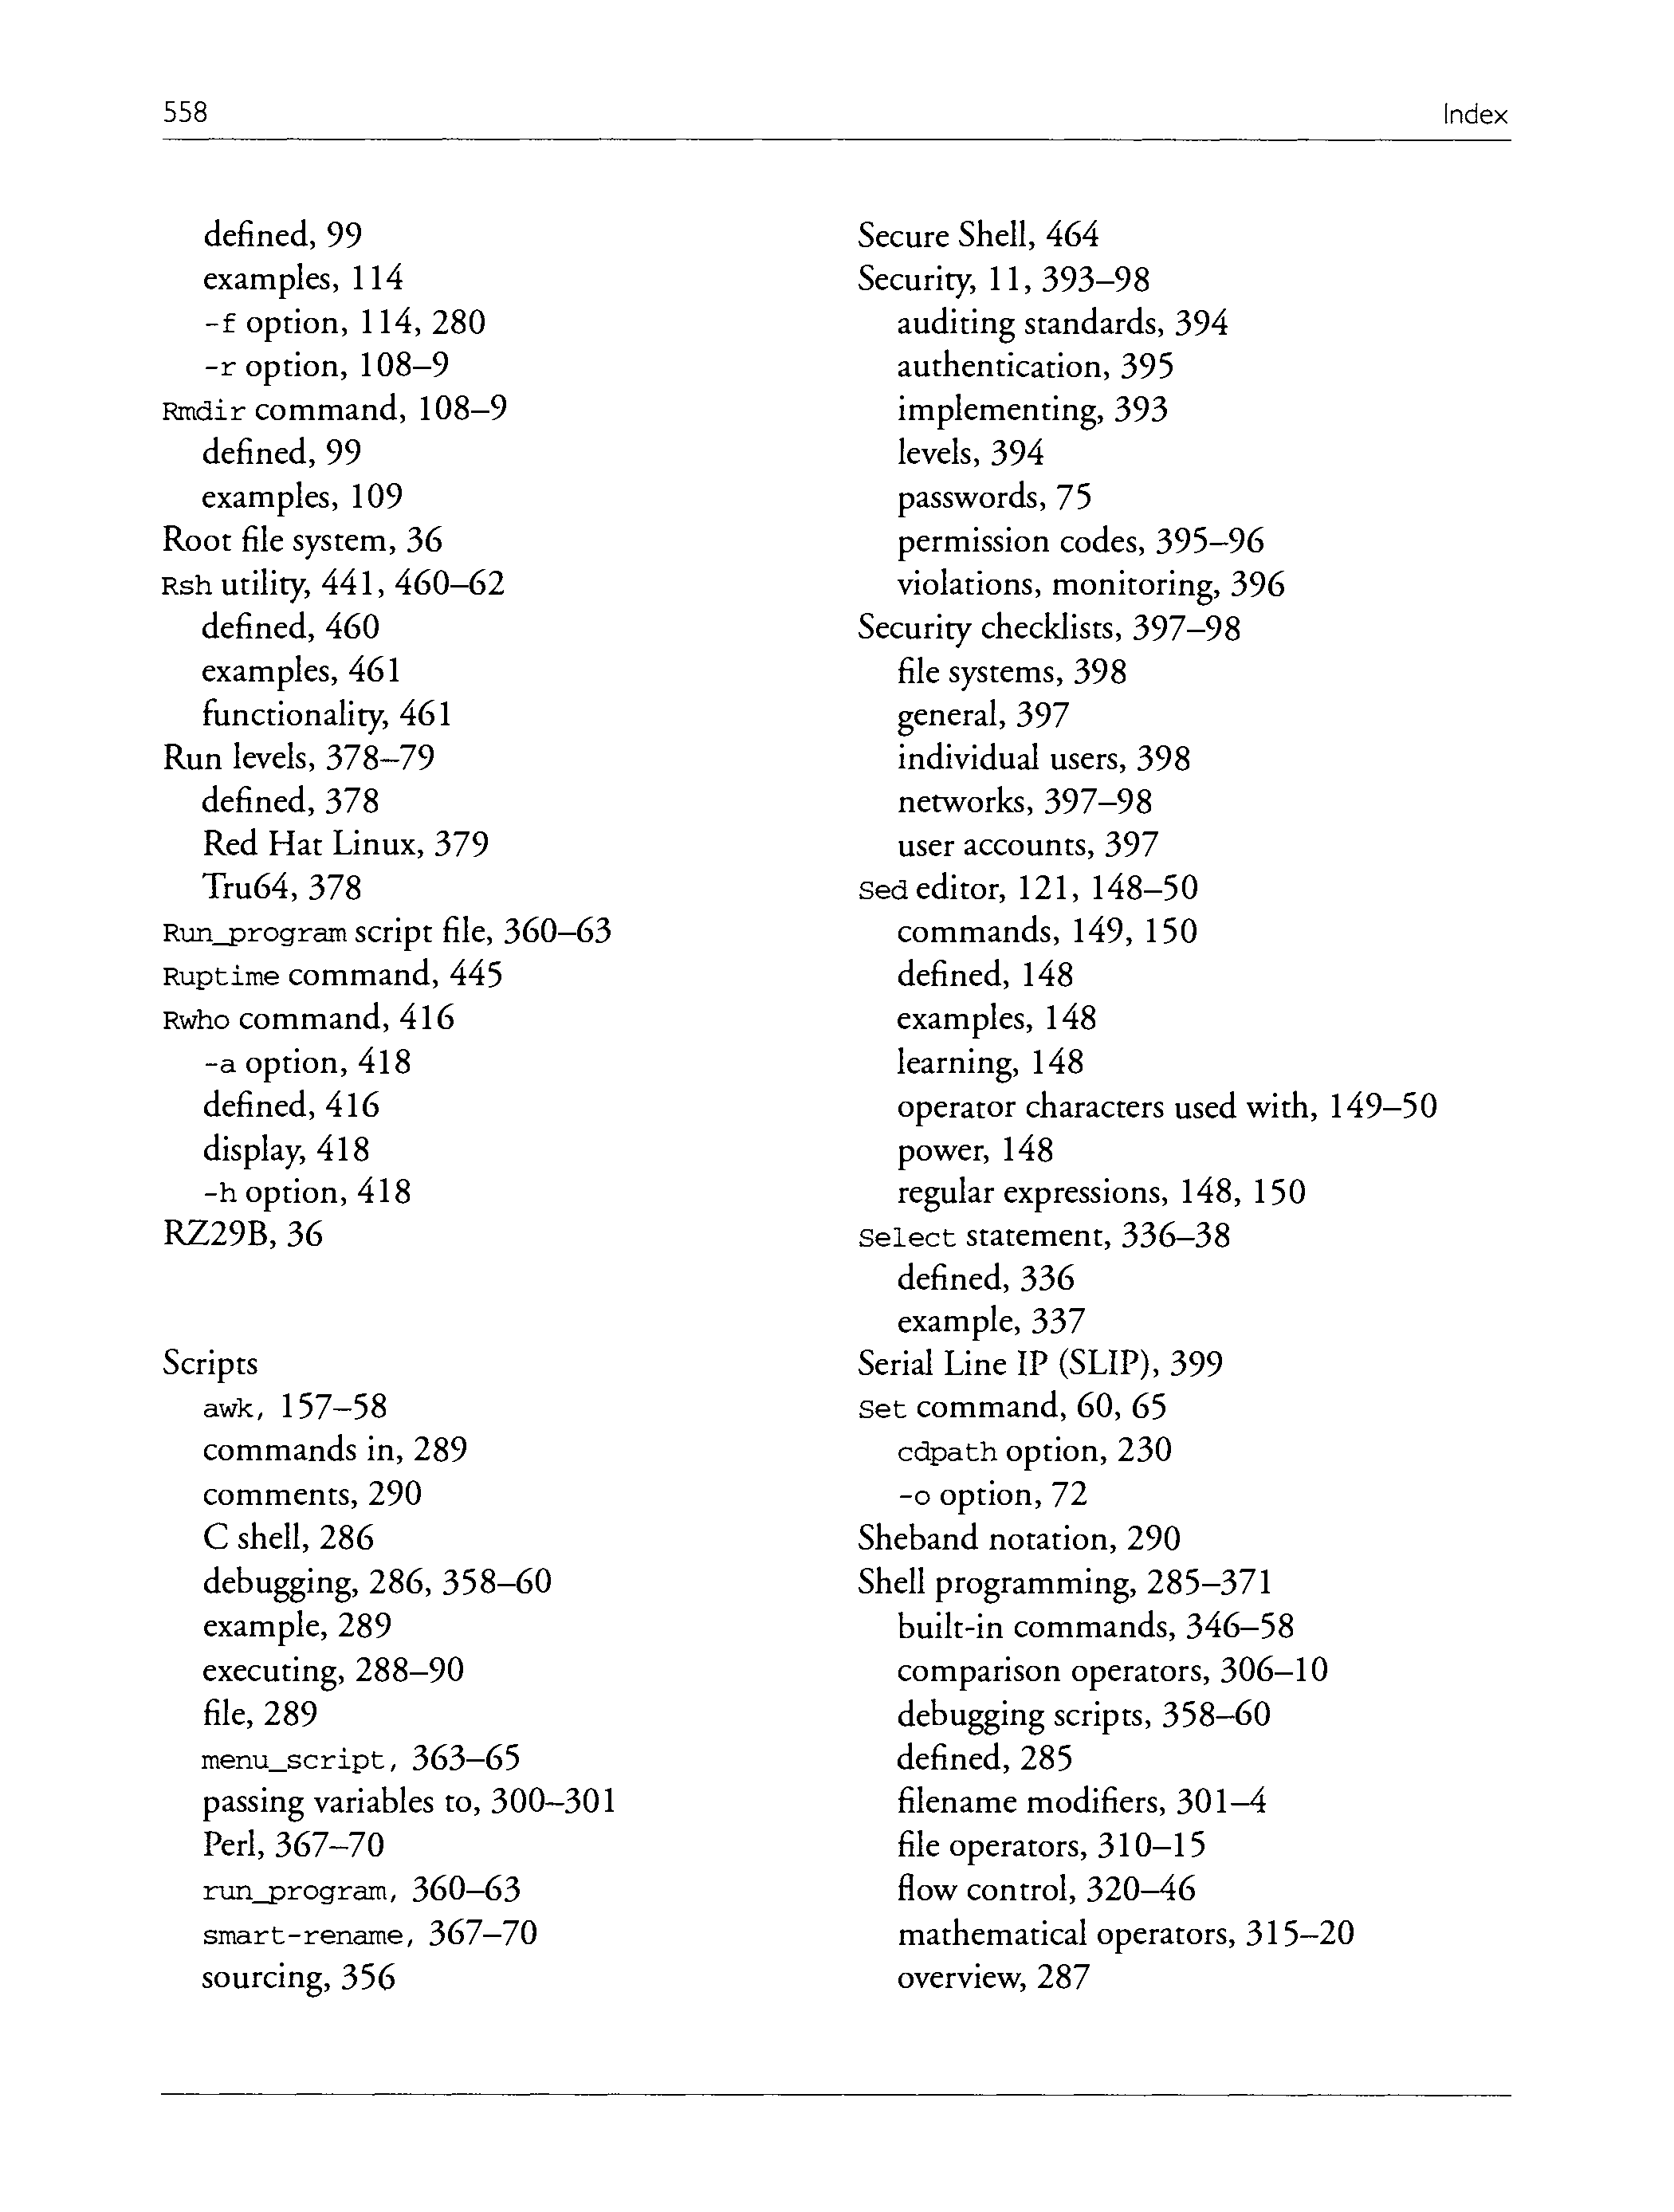 558
Index
defined, 99
examples, 114
-f option, 114, 280
-r option, 108–9
Rmdir command, 108–9
defined, 99
examples, 109
Root file system, 36
Rsh utility, 441, 460–62
defined, 460
examples, 461
functionality, 461
Run levels, 378–79
defined, 378
Red Hat Linux, 379
Tru64, 378
Run_program script file, 360–63
Ruptime command, 445
Rwho command, 416
-a option, 418
defined, 416
display, 418
-h option, 418
RZ29B, 36
Scripts
awk, 157–58
commands in, 289
comments, 290
C shell, 286
debugging, 286, 358–60
example, 289
executing, 288–90
file, 289
menu_script, 363–65
passing variables to, 300–301
Perl, 367–70
run_program, 360–63
smart-rename, 367–70
sourcing, 356
Secure Shell, 464
Security, 11, 393–98
auditing standards, 394
authentication, 395
implementing, 393
levels, 394
passwords, 75
permission codes, 395–96
violations, monitoring, 396
Security checklists, 397–98
file systems, 398
general, 397
individual users, 398
networks, 397–98
user accounts, 397
Sed editor, 121, 148–50
commands, 149, 150
defined, 148
examples, 148
learning, 148
operator characters used with, 149–50
power, 148
regular expressions, 148, 150
Select statement, 336–38
defined, 336
example, 337
Serial Line IP (SLIP), 399
Set command, 60, 65
cdpath option, 230
-o option, 72
Sheband notation, 290
Shell programming, 285–371
built-in commands, 346–58
comparison operators, 306–10
debugging scripts, 358–60
defined, 285
filename modifiers, 301–4
file operators, 310–15
flow control, 320–46
mathematical operators, 315–20
overview, 287